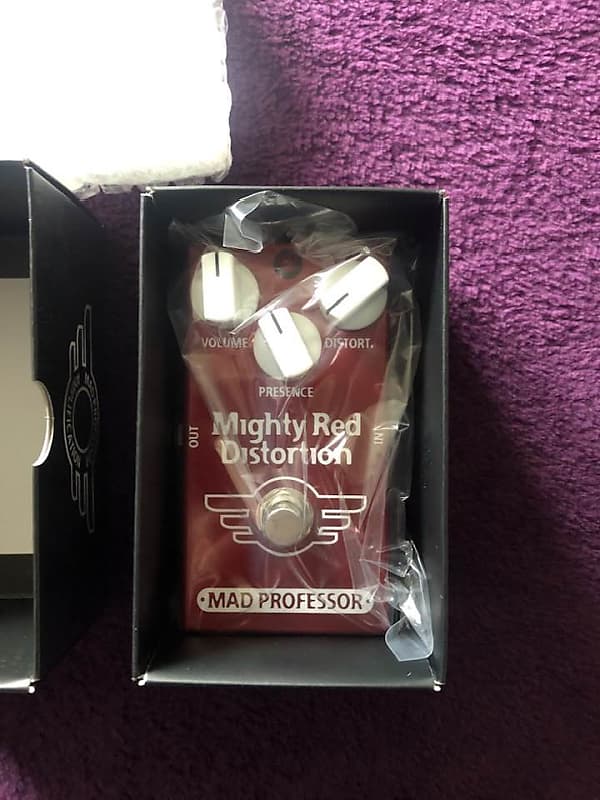 VOLUME
DISTORT.
PRESENCE
OUT
Mighty Red
Distortion
IN
MAD PROFESSOR